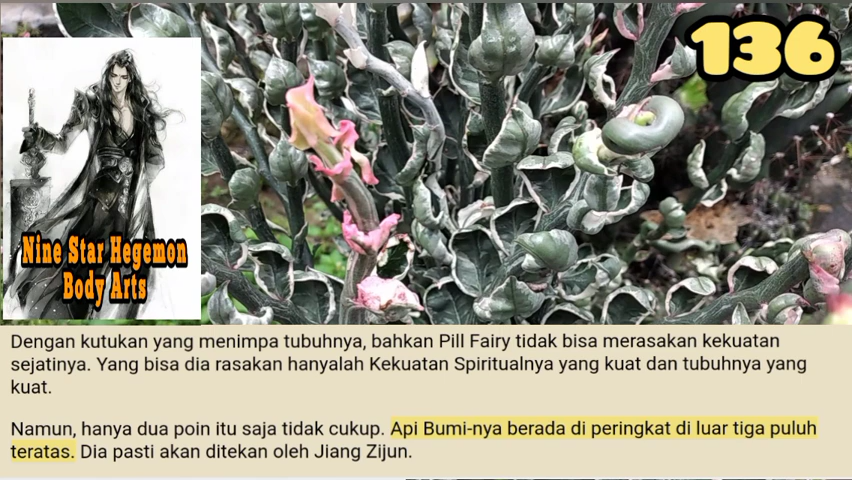 136
Nine Star Hegemon
Body Arts
Dengan kutukan yang menimpa tubuhnya, bahkan Pill Fairy tidak bisa merasakan kekuatan
sejatinya. Yang bisa dia rasakan hanyalah Kekuatan Spiritualnya yang kuat dan tubuhnya yang
kuat.
Namun, hanya dua poin itu saja tidak cukup. Api Bumi-nya berada di peringkat di luar tiga puluh
teratas. Dia pasti akan ditekan oleh Jiang Zijun.